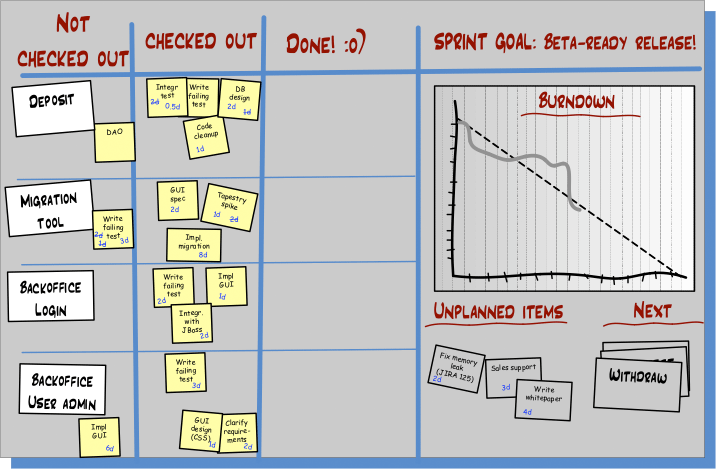 NOT
CHECKED OUT
CHECKED OUT
DONE! :o)
SPRINT GOAL: BETA-READY RELEASE!
DEPOSIT
DAO
Integr
test
2d 0.5d
Write
failing
test
DB
design
2d 1d
Code
cleanup
1d
MIGRATION
TOOL
Write
failing
test
2d
1d 3d
GUI
spec
2d
Tapestry
spike
1d 2d
Impl.
migration
8d
BACKOFFICE
LOGIN
Write
failing
test
2d
Impl
GUI
1d
Integr.
with
JBoss
2d
BACKOFFICE
USER ADMIN
Impl
GUI
6d
Write
failing
test
3d
GUI
design
(CSS)
1d
Clarify
require-
ments
2d
BURNDOWN
UNPLANNED ITEMS
NEXT
Fix memory
leak
(JIRA 125)
2d
Sales support
3d
Write
whitepaper
4d
WITHDRAW